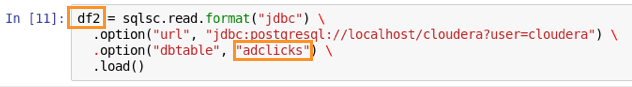 In [11]: df2 = sqlsc.read.format("jdbc") \
.option("url", "jdbc:postgresql://localhost/cloudera?user=cloudera") \
.option("dbtable", "adclicks") \
.load()